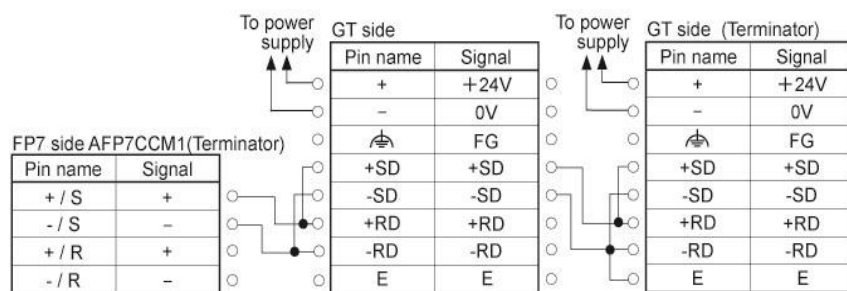 To power supply
GT side
Pin name Signal
+ +24V
− 0V
FG
+SD +SD
-SD -SD
+RD +RD
-RD -RD
E E
To power supply
GT side (Terminator)
Pin name Signal
+ +24V
− 0V
FG
+SD +SD
-SD -SD
+RD +RD
-RD -RD
E E
FP7 side AFP7CCM1(Terminator)
Pin name Signal
+ / S +
- / S −
+ / R +
- / R −